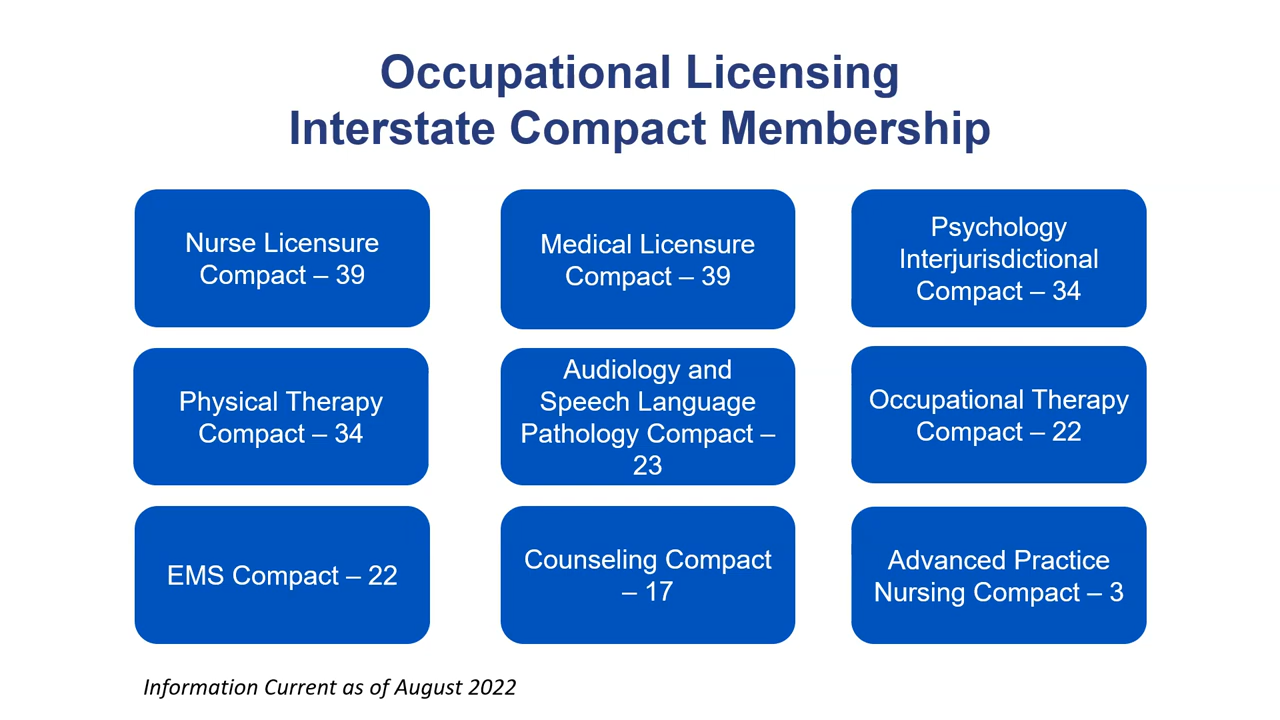 Occupational Licensing
Interstate Compact Membership
Nurse Licensure
Compact – 39
Medical Licensure
Compact – 39
Psychology
Interjurisdictional
Compact – 34
Physical Therapy
Compact – 34
Audiology and
Speech Language
Pathology Compact –
23
Occupational Therapy
Compact – 22
EMS Compact – 22
Counseling Compact
– 17
Advanced Practice
Nursing Compact – 3
Information Current as of August 2022